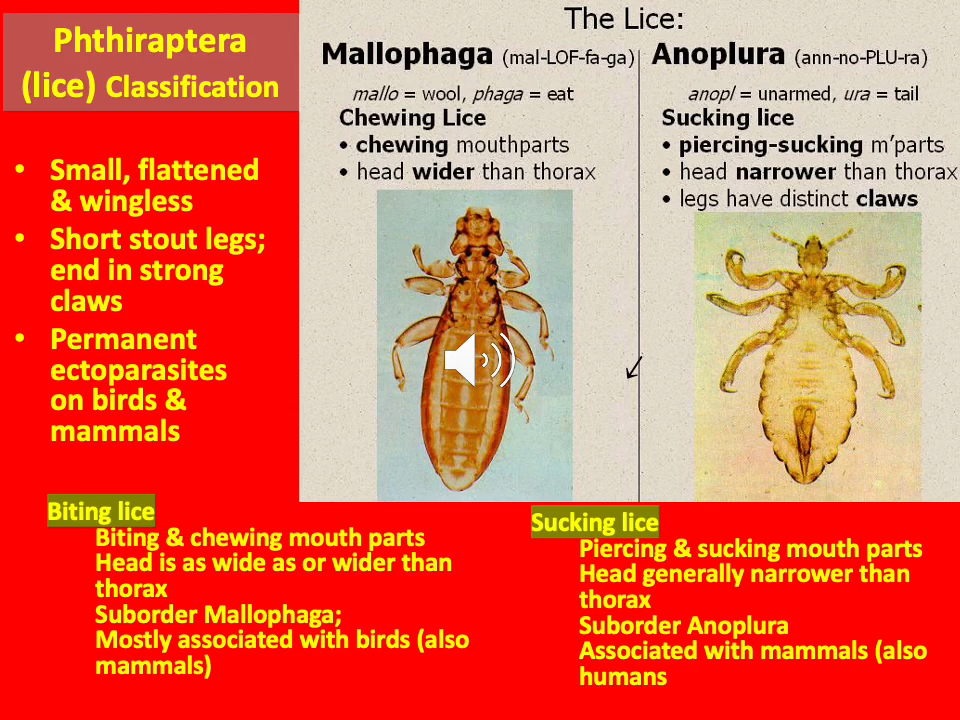 Phthiraptera
(lice) Classification
• Small, flattened
& wingless
• Short stout legs;
end in strong
claws
• Permanent
ectoparasites
on birds &
mammals
The Lice:
Mallophaga (mal-LOF-fa-ga)
mallo = wool, phaga = eat
Chewing Lice
• chewing mouthparts
• head wider than thorax
Anoplura (ann-no-PLU-ra)
anopl = unarmed, ura = tail
Sucking lice
• piercing-sucking m'parts
• head narrower than thorax
• legs have distinct claws
Biting lice
Biting & chewing mouth parts
Head is as wide as or wider than
thorax
Suborder Mallophaga;
Mostly associated with birds (also
mammals)
Sucking lice
Piercing & sucking mouth parts
Head generally narrower than
thorax
Suborder Anoplura
Associated with mammals (also
humans